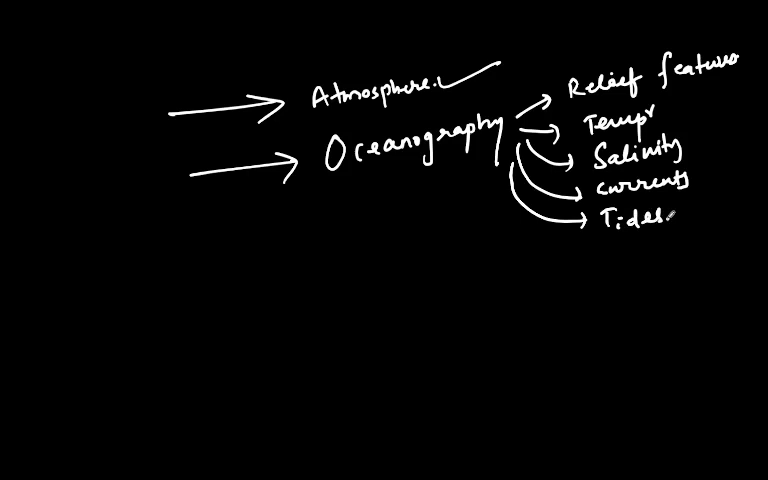 Atmosphere.
Oceanography
Relief features
Tempr
Salinity
currents
Tides.